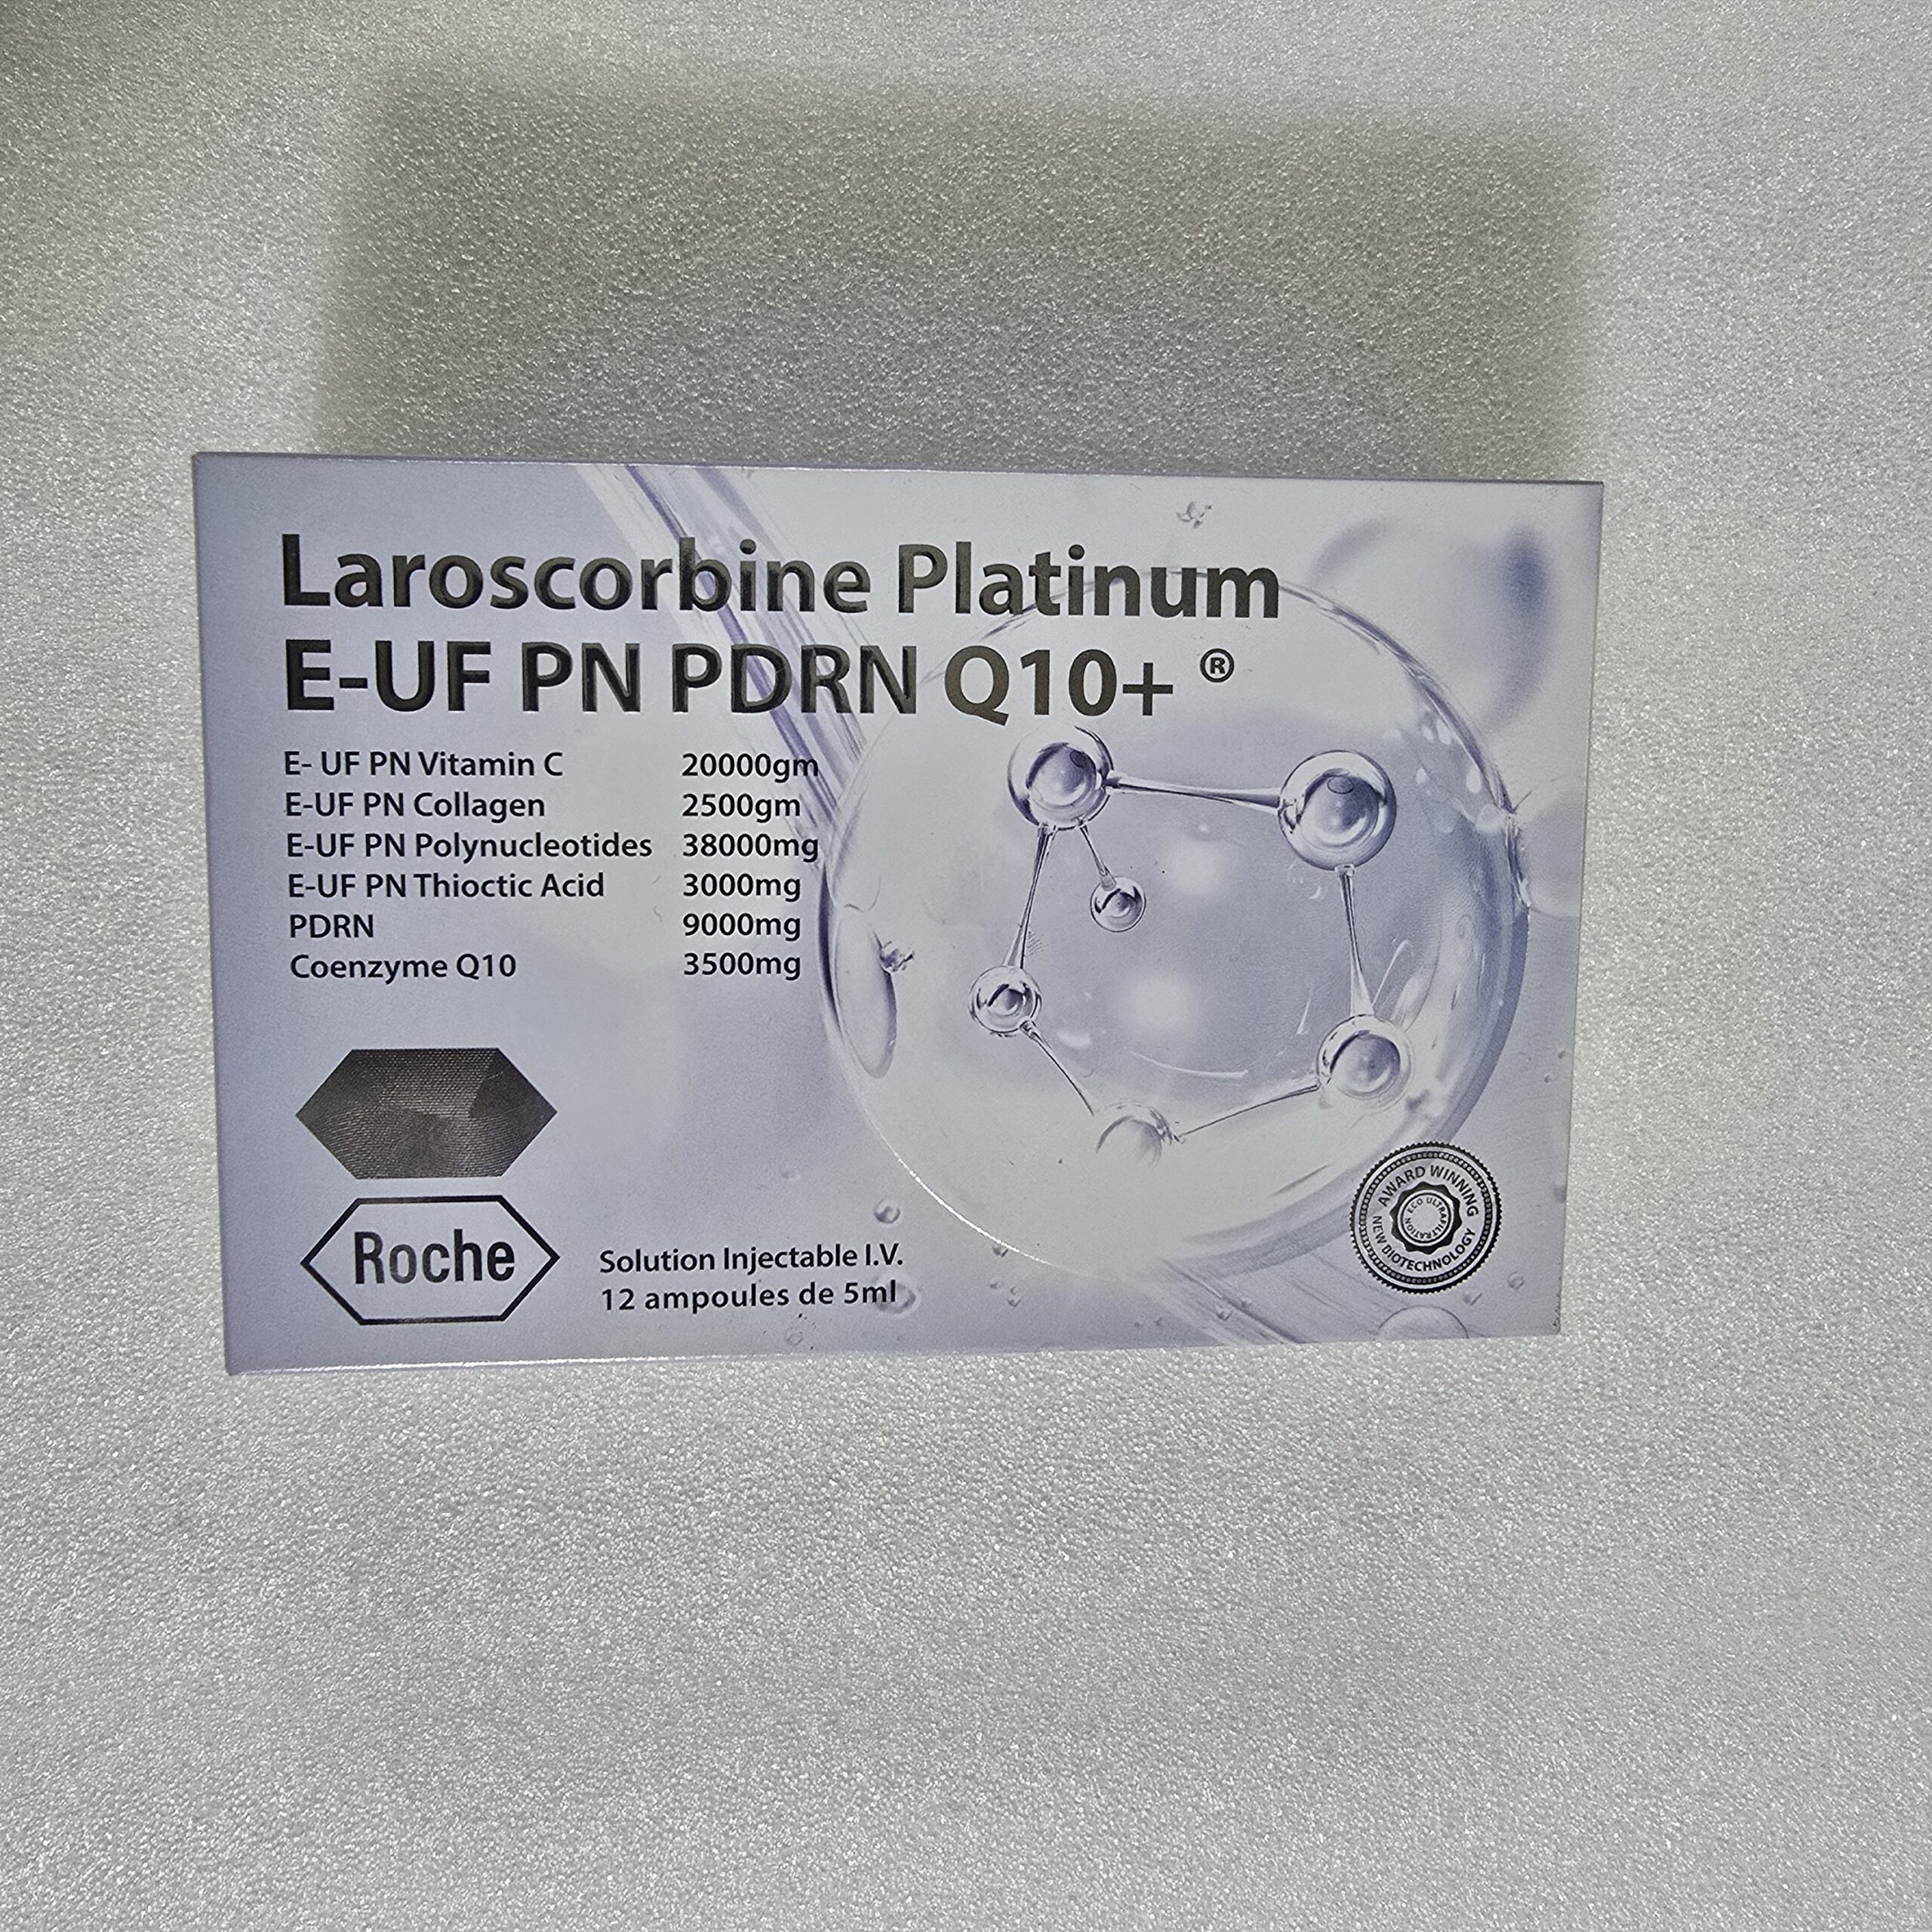 Laroscorbine Platinum
E-UF PN PDRN Q10+ ®
E- UF PN Vitamin C 20000gm
E-UF PN Collagen 2500gm
E-UF PN Polynucleotides 38000mg
E-UF PN Thioctic Acid 3000mg
PDRN 9000mg
Coenzyme Q10 3500mg
Roche
Solution Injectable I.V.
12 ampoules de 5ml
AWARD WINNING
ECO ULTRAFILTRATION
NEW BIOTECHNOLOGY